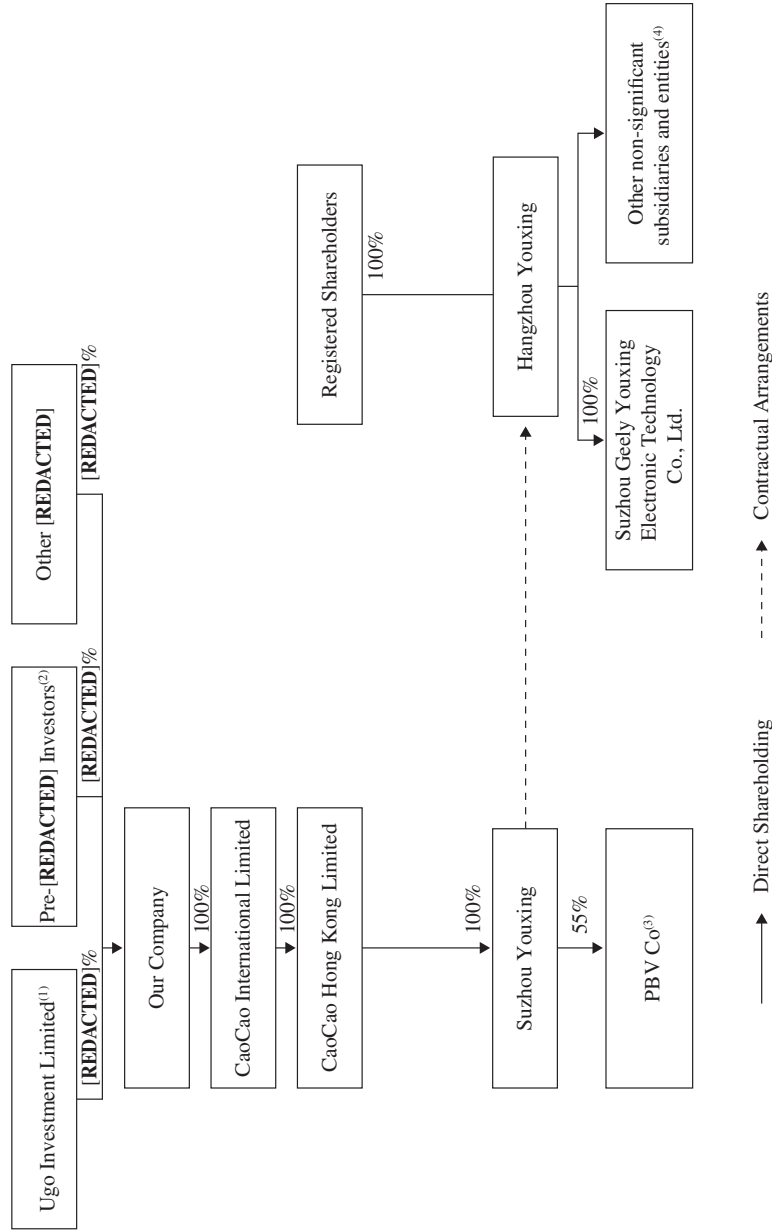 Ugo Investment Limited(1)
Pre-[REDACTED] Investors(2)
Other [REDACTED]
[REDACTED]%
[REDACTED]%
[REDACTED]%
Our Company
100%
CaoCao International Limited
100%
CaoCao Hong Kong Limited
Registered Shareholders
100%
100%
Suzhou Youxing
Hangzhou Youxing
55%
100%
PBV Co(3)
Suzhou Geely Youxing
Electronic Technology
Co., Ltd.
Other non-significant
subsidiaries and entities(4)
Direct Shareholding
Contractual Arrangements